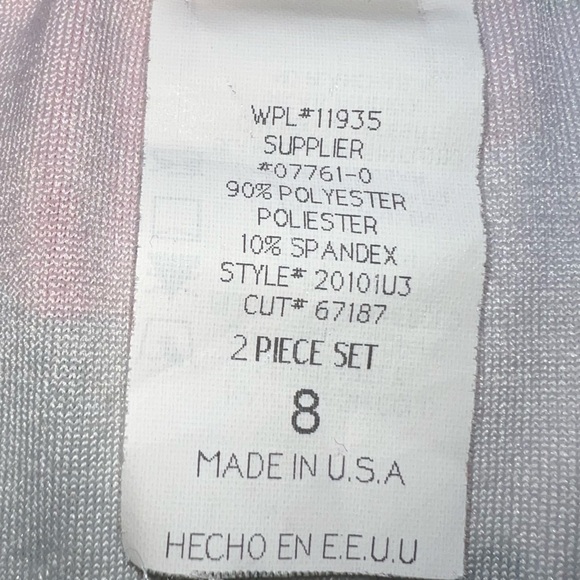 WPL#11935
SUPPLIER
#07761-0
90% POLYESTER
POLIESTER
10% SPANDEX
STYLE# 20101U3
CUT# 67187
2 PIECE SET
8
MADE IN U.S.A
HECHO EN E.E.U.U